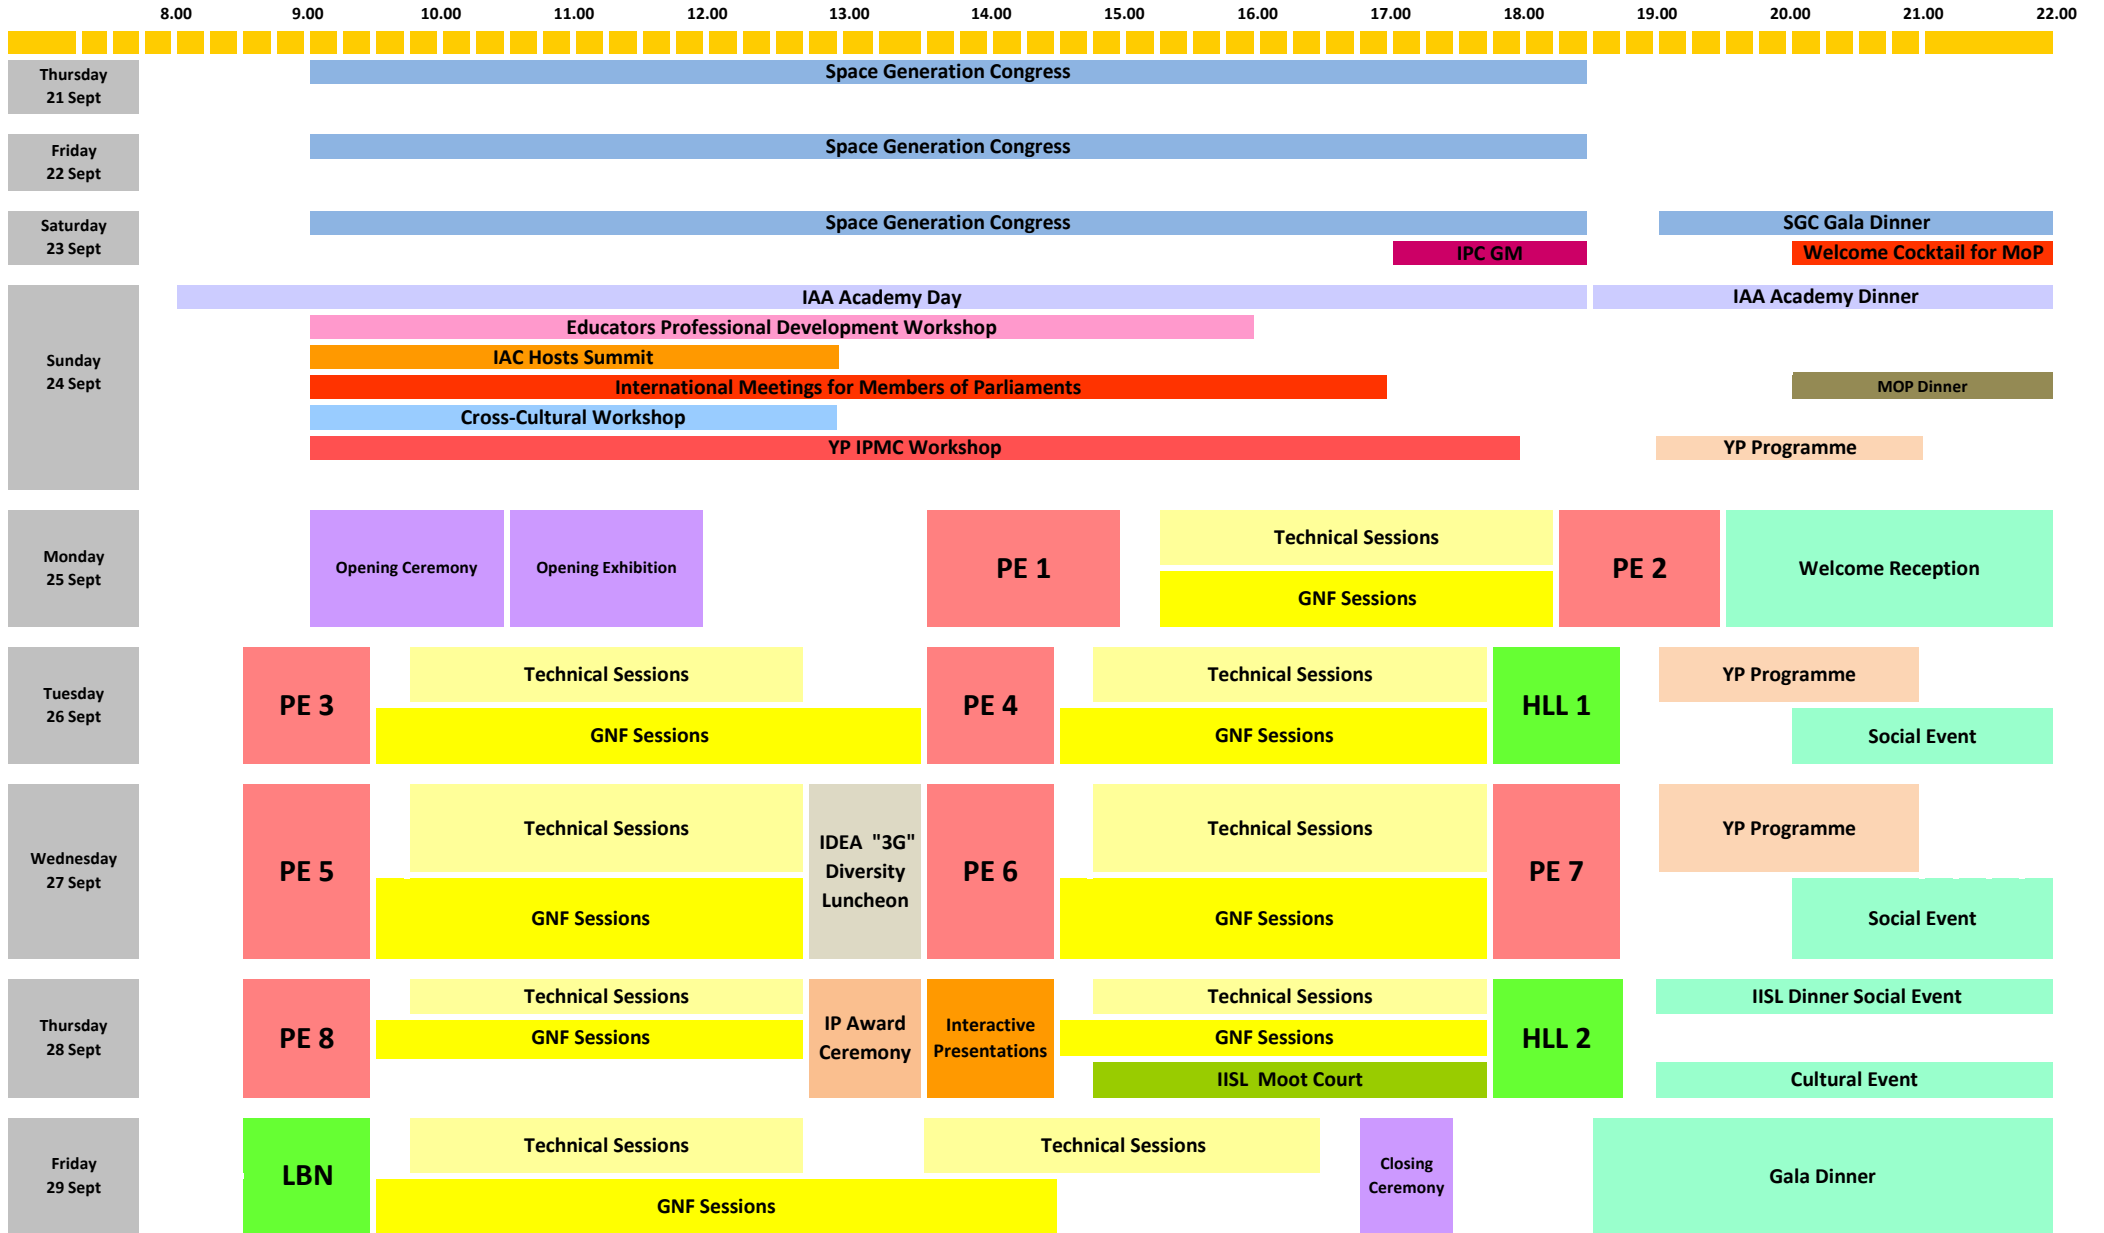 8.00 9.00 10.00 11.00 12.00 13.00 14.00 15.00 16.00 17.00 18.00 19.00 20.00 21.00 22.00
Thursday
21 Sept
Space Generation Congress
Friday
22 Sept
Space Generation Congress
Saturday
23 Sept
Space Generation Congress
SGC Gala Dinner
IPC GM
Welcome Cocktail for MoP
Sunday
24 Sept
IAA Academy Day
IAA Academy Dinner
Educators Professional Development Workshop
IAC Hosts Summit
International Meetings for Members of Parliaments
MOP Dinner
Cross-Cultural Workshop
YP IPMC Workshop
YP Programme
Monday
25 Sept
Opening Ceremony
Opening Exhibition
PE 1
Technical Sessions
GNF Sessions
PE 2
Welcome Reception
Tuesday
26 Sept
PE 3
Technical Sessions
GNF Sessions
PE 4
Technical Sessions
GNF Sessions
HLL 1
YP Programme
Social Event
Wednesday
27 Sept
PE 5
Technical Sessions
GNF Sessions
IDEA "3G"
Diversity
Luncheon
PE 6
Technical Sessions
GNF Sessions
PE 7
YP Programme
Social Event
Thursday
28 Sept
PE 8
Technical Sessions
GNF Sessions
IP Award
Ceremony
Interactive
Presentations
Technical Sessions
GNF Sessions
IISL Moot Court
HLL 2
IISL Dinner Social Event
Cultural Event
Friday
29 Sept
LBN
Technical Sessions
GNF Sessions
Technical Sessions
Closing
Ceremony
Gala Dinner